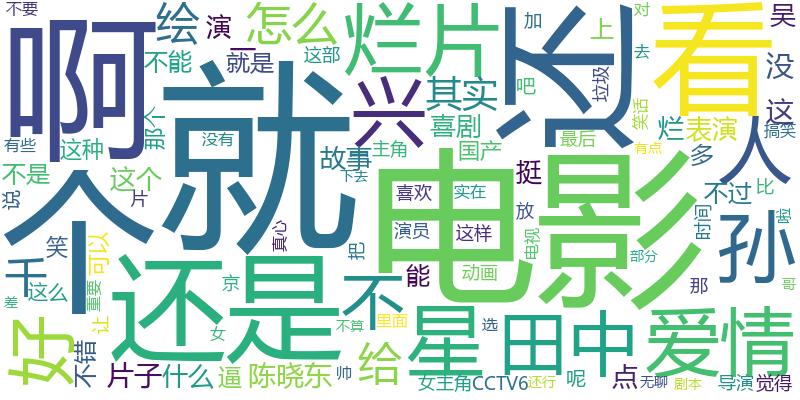 不要
绘
演
一
怎么
烂片
还
看
上
对
去
加
吴
没
啊
就
不能
就是
这部
兴
其实
吧
垃圾
笑话
这
喜剧
烂
表演
搞笑
有些
这种
那个
没有
故事
主角
国产
最后
有点
多
人
不是
这个
下去
挺
电影
不过
比
说
个
片
喜欢
实在
放
孙
笑
真心
把
演员
这样
电视
时间
啦
千
可以
还是
不
能
动画
部分
那
哥
这么
重要
京
差
好
让
女
不算
里面
星
选
田中
爱情
不错
片子
什么
逼
陈晓东
帅
给
女主角
CCTV6
还行
呢
点
无聊
剧本
导演
觉得